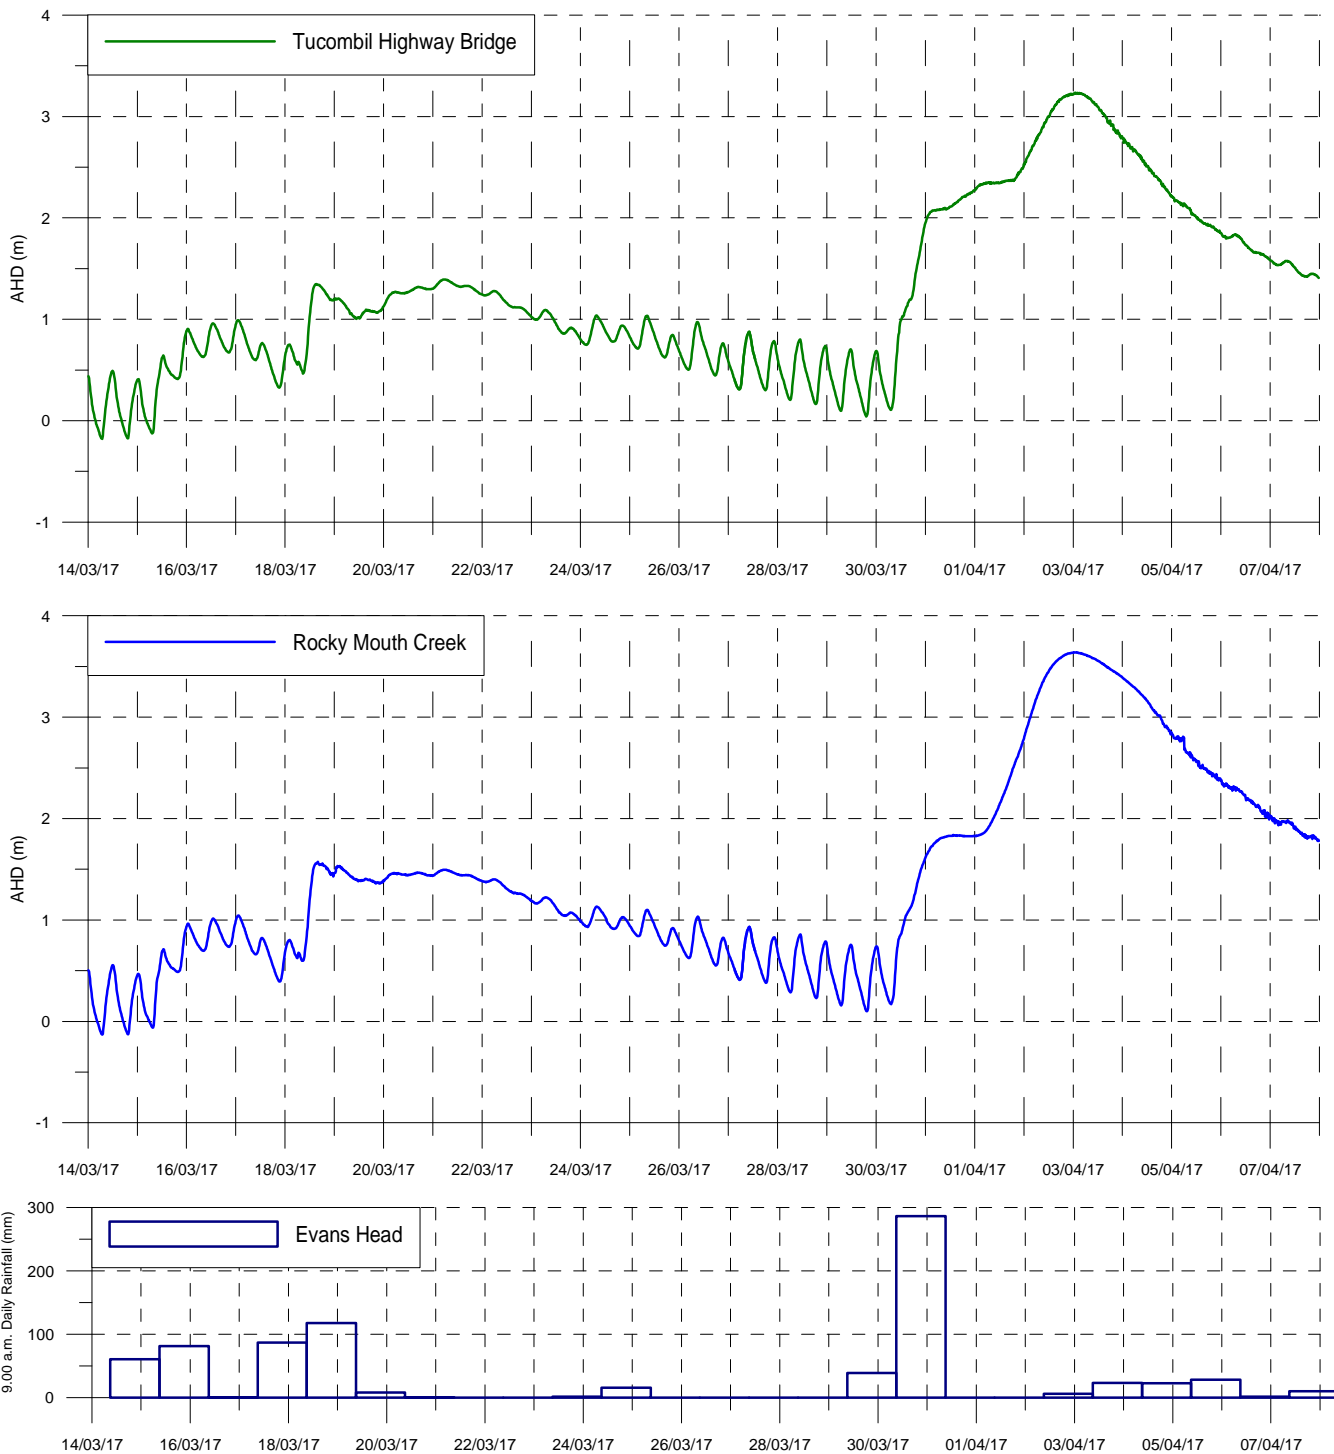 4
Tucombil Highway Bridge
3
2
AHD (m)
1
0
-1
14/03/17 16/03/17 18/03/17 20/03/17 22/03/17 24/03/17 26/03/17 28/03/17 30/03/17 01/04/17 03/04/17 05/04/17 07/04/17
4
Rocky Mouth Creek
3
2
AHD (m)
1
0
-1
14/03/17 16/03/17 18/03/17 20/03/17 22/03/17 24/03/17 26/03/17 28/03/17 30/03/17 01/04/17 03/04/17 05/04/17 07/04/17
300
Evans Head
200
9.00 a.m. Daily Rainfall (mm)
100
0
14/03/17 16/03/17 18/03/17 20/03/17 22/03/17 24/03/17 26/03/17 28/03/17 30/03/17 01/04/17 03/04/17 05/04/17 07/04/17